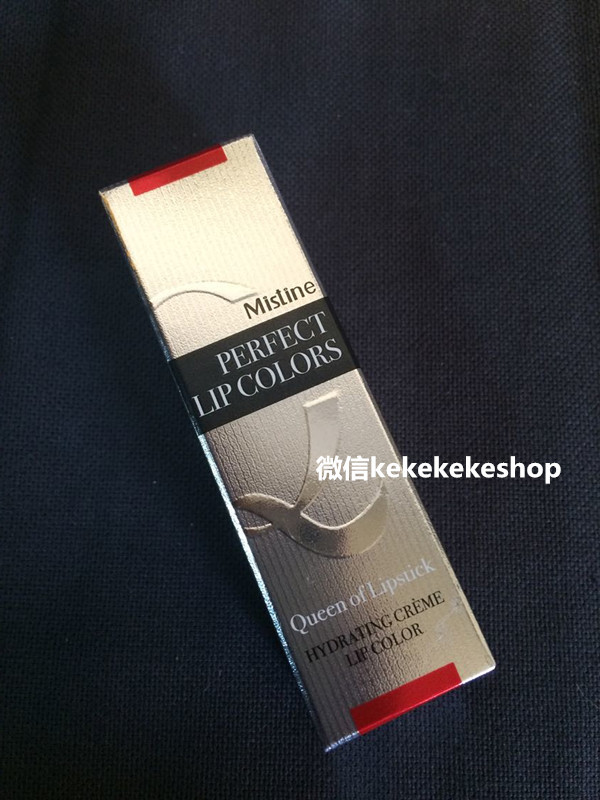 Mistine
PERFECT
LIP COLORS
微信kekekekeshop
Queen of Lipstick
HYDRATING CRÈME
LIP COLOR